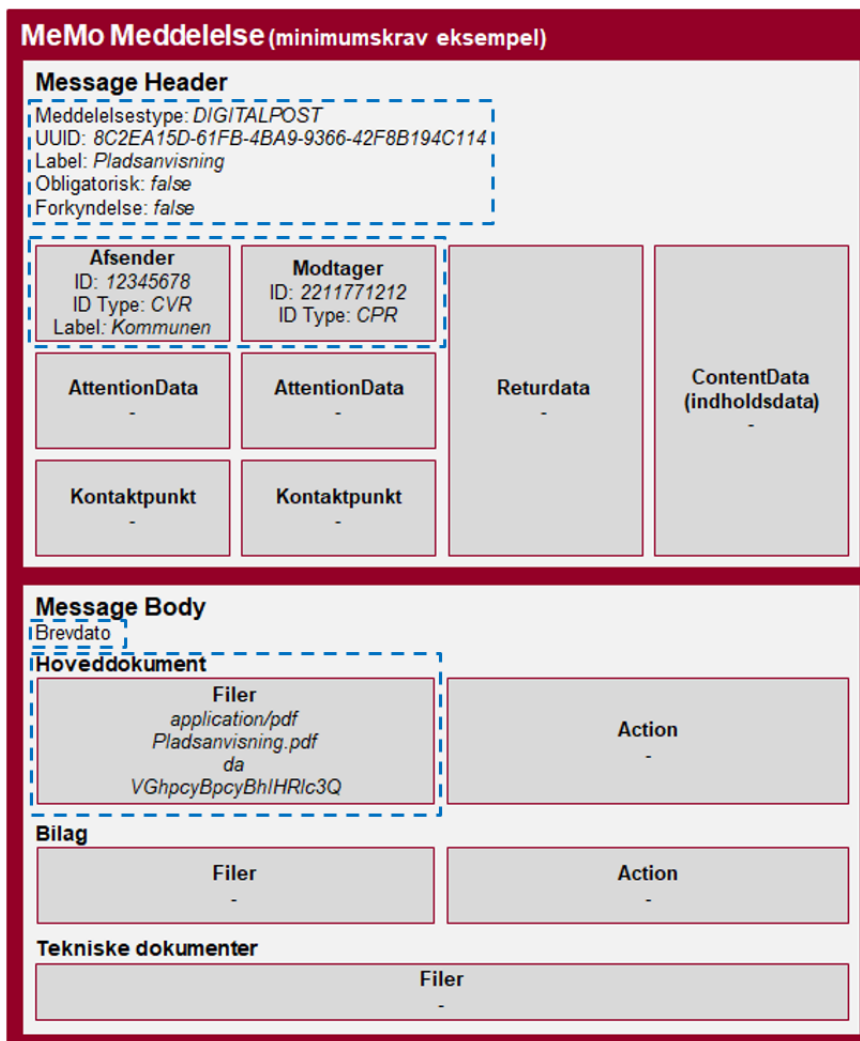 MeMo Meddelelse (minimumskrav eksempel)
Message Header
Meddelelsestype: DIGITALPOST
UUID: 8C2EA15D-61FB-4BA9-9366-42F8B194C114
Label: Pladsanvisning
Obligatorisk: false
Forkyndelse: false
Afsender
ID: 12345678
ID Type: CVR
Label: Kommunen
Modtager
ID: 2211771212
ID Type: CPR
AttentionData
-
AttentionData
-
Kontaktpunkt
-
Kontaktpunkt
-
Returdata
-
ContentData
(indholdsdata)
-
Message Body
Brevdato
Hoveddokument
Filer
application/pdf
Pladsanvisning.pdf
da
VGhpcyBpcyBhIHRlc3Q
Action
-
Bilag
Filer
-
Action
-
Tekniske dokumenter
Filer
-